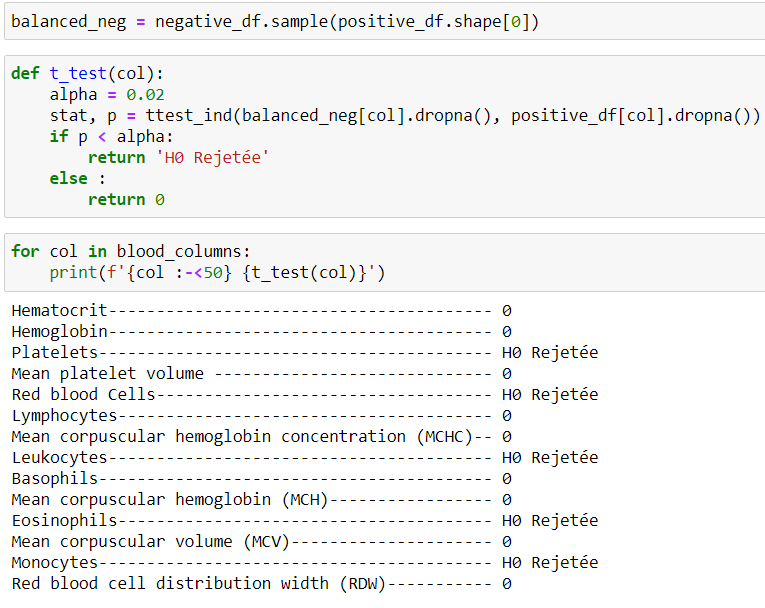 balanced_neg = negative_df.sample(positive_df.shape[0])
def t_test(col):
    alpha = 0.02
    stat, p = ttest_ind(balanced_neg[col].dropna(), positive_df[col].dropna())
    if p < alpha:
        return 'H0 Rejetée'
    else :
        return 0
for col in blood_columns:
    print(f'{col :-<50} {t_test(col)}')
Hematocrit---------------------------------------- 0
Hemoglobin---------------------------------------- 0
Platelets----------------------------------------- H0 Rejetée
Mean platelet volume ----------------------------- 0
Red blood Cells----------------------------------- H0 Rejetée
Lymphocytes--------------------------------------- 0
Mean corpuscular hemoglobin concentration (MCHC)-- 0
Leukocytes---------------------------------------- H0 Rejetée
Basophils----------------------------------------- 0
Mean corpuscular hemoglobin (MCH)----------------- 0
Eosinophils--------------------------------------- H0 Rejetée
Mean corpuscular volume (MCV)--------------------- 0
Monocytes----------------------------------------- H0 Rejetée
Red blood cell distribution width (RDW)----------- 0